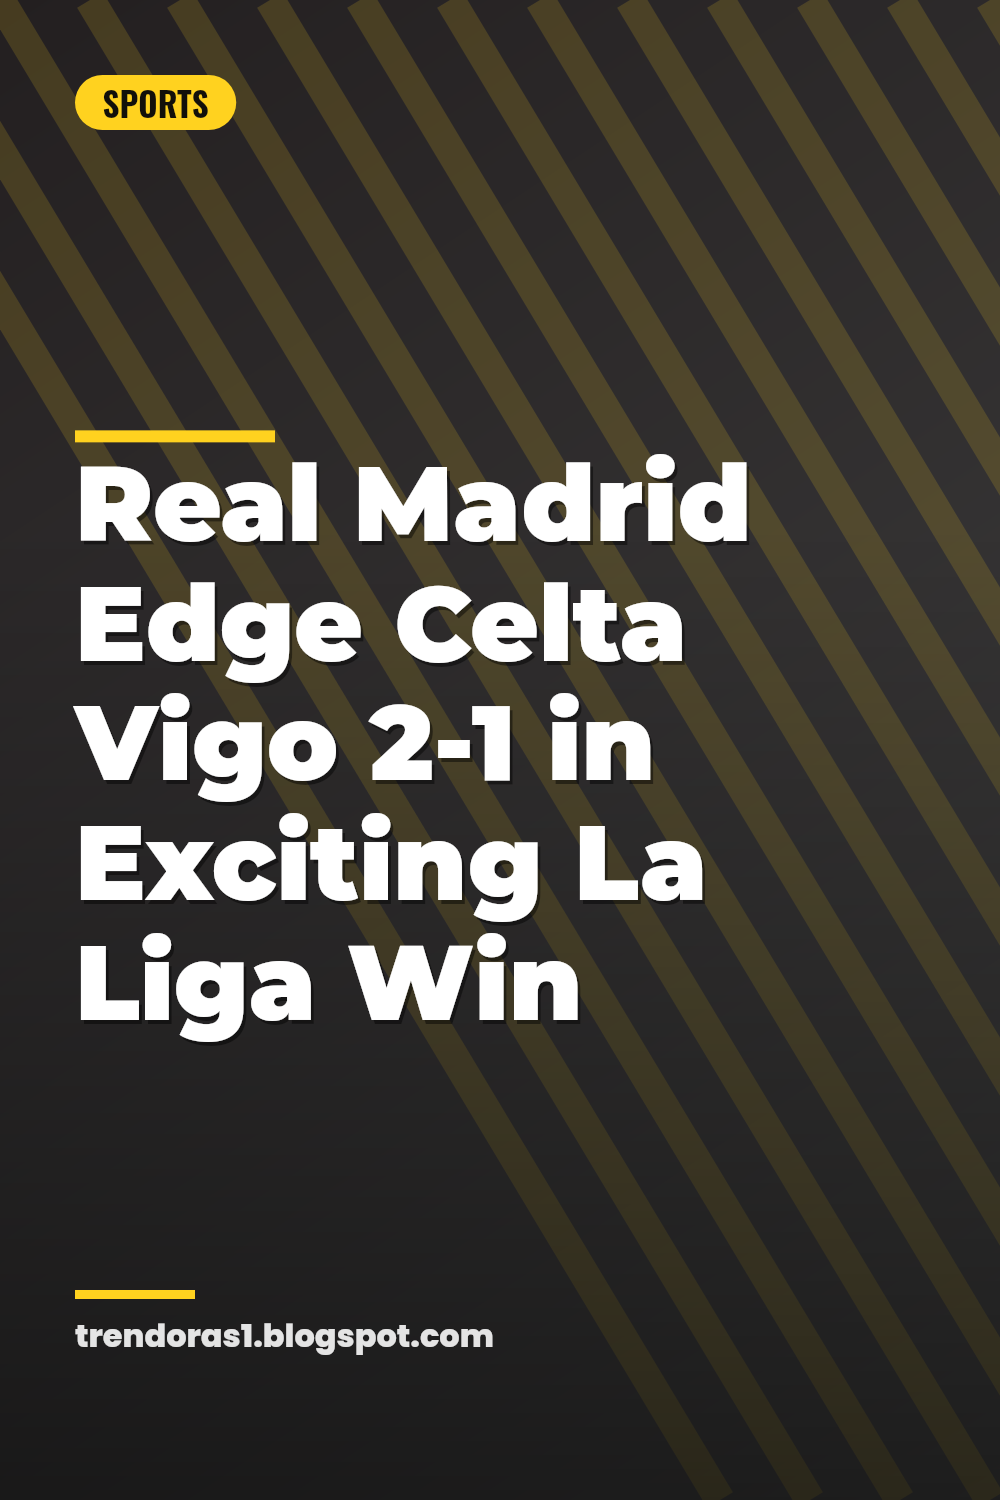 SPORTS
Real Madrid
Edge Celta
Vigo 2-1 in
Exciting La
Liga Win
trendoras1.blogspot.com